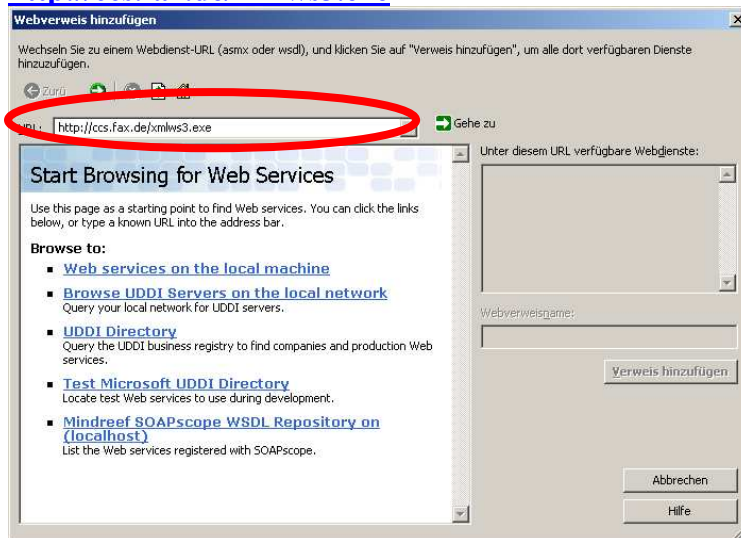 Webverweis hinzufügen
Wechseln Sie zu einem Webdienst-URL (asmx oder wsdl), und klicken Sie auf "Verweis hinzufügen", um alle dort verfügbaren Dienste
hinzuzufügen.
Zurü
URL: http://ccs.fax.de/xmlws3.exe
Gehe zu
Start Browsing for Web Services
Use this page as a starting point to find Web services. You can click the links
below, or type a known URL into the address bar.
Browse to:
Web services on the local machine
Browse UDDI Servers on the local network
Query your local network for UDDI servers.
UDDI Directory
Query the UDDI business registry to find companies and production Web
services.
Test Microsoft UDDI Directory
Locate test Web services to use during development.
Mindreef SOAPscope WSDL Repository on
(localhost)
List the Web services registered with SOAPscope.
Unter diesem URL verfügbare Webdienste:
Webverweisname:
Verweis hinzufügen
Abbrechen
Hilfe